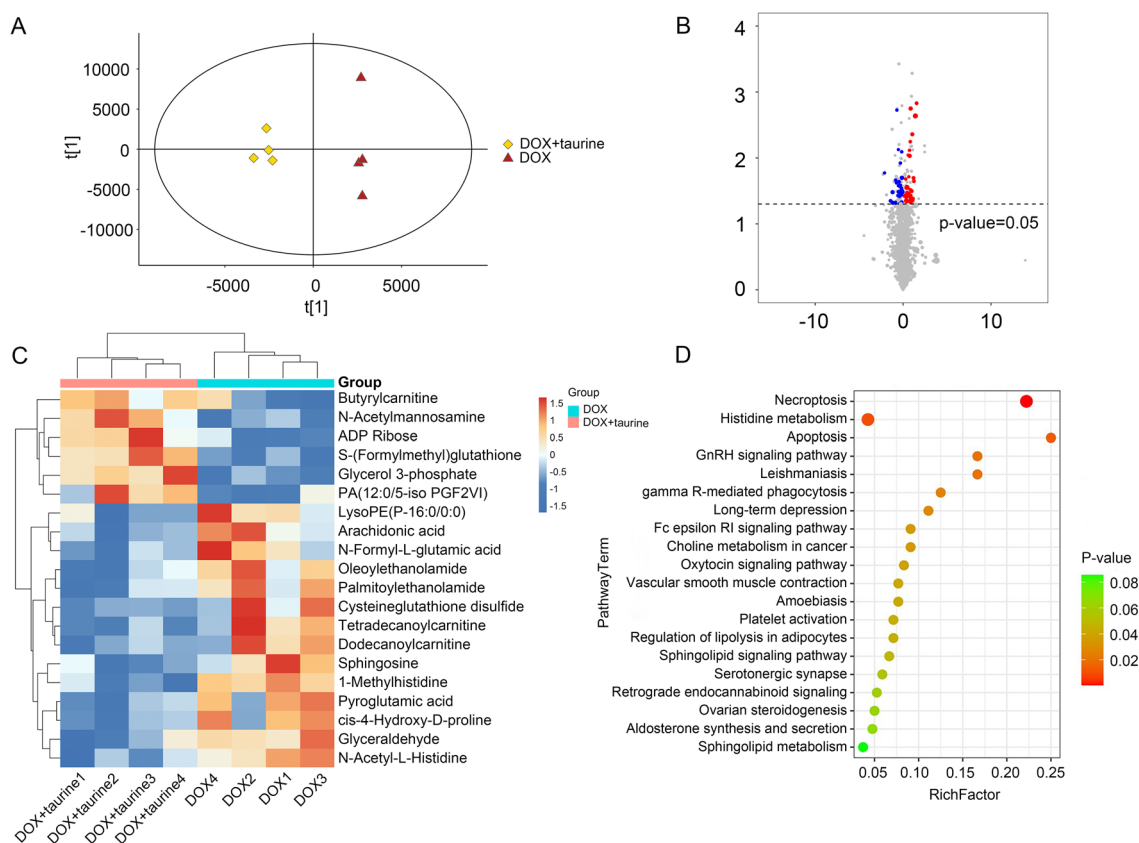 A
10000
5000
0
-5000
-10000
t[1]
-5000
0
5000
t[1]
DOX+taurine
DOX
B
4
3
2
1
0
p-value=0.05
-10
0
10
C
Group
Butyrylcarnitine
N-Acetylmannosamine
ADP Ribose
S-(Formylmethyl)glutathione
Glycerol 3-phosphate
PA(12:0/5-iso PGF2VI)
LysoPE(P-16:0/0:0)
Arachidonic acid
N-Formyl-L-glutamic acid
Oleoylethanolamide
Palmitoylethanolamide
Cysteineglutathione disulfide
Tetradecanoylcarnitine
Dodecanoylcarnitine
Sphingosine
1-Methylhistidine
Pyroglutamic acid
cis-4-Hydroxy-D-proline
Glyceraldehyde
N-Acetyl-L-Histidine
DOX+taurine1
DOX+taurine2
DOX+taurine3
DOX+taurine4
DOX4
DOX2
DOX1
DOX3
1.5
1
0.5
0
-0.5
-1
-1.5
Group
DOX
DOX+taurine
D
PathwayTerm
Necroptosis
Histidine metabolism
Apoptosis
GnRH signaling pathway
Leishmaniasis
gamma R-mediated phagocytosis
Long-term depression
Fc epsilon RI signaling pathway
Choline metabolism in cancer
Oxytocin signaling pathway
Vascular smooth muscle contraction
Amoebiasis
Platelet activation
Regulation of lipolysis in adipocytes
Sphingolipid signaling pathway
Serotonergic synapse
Retrograde endocannabinoid signaling
Ovarian steroidogenesis
Aldosterone synthesis and secretion
Sphingolipid metabolism
0.05
0.10
0.15
0.20
0.25
RichFactor
P-value
0.08
0.06
0.04
0.02